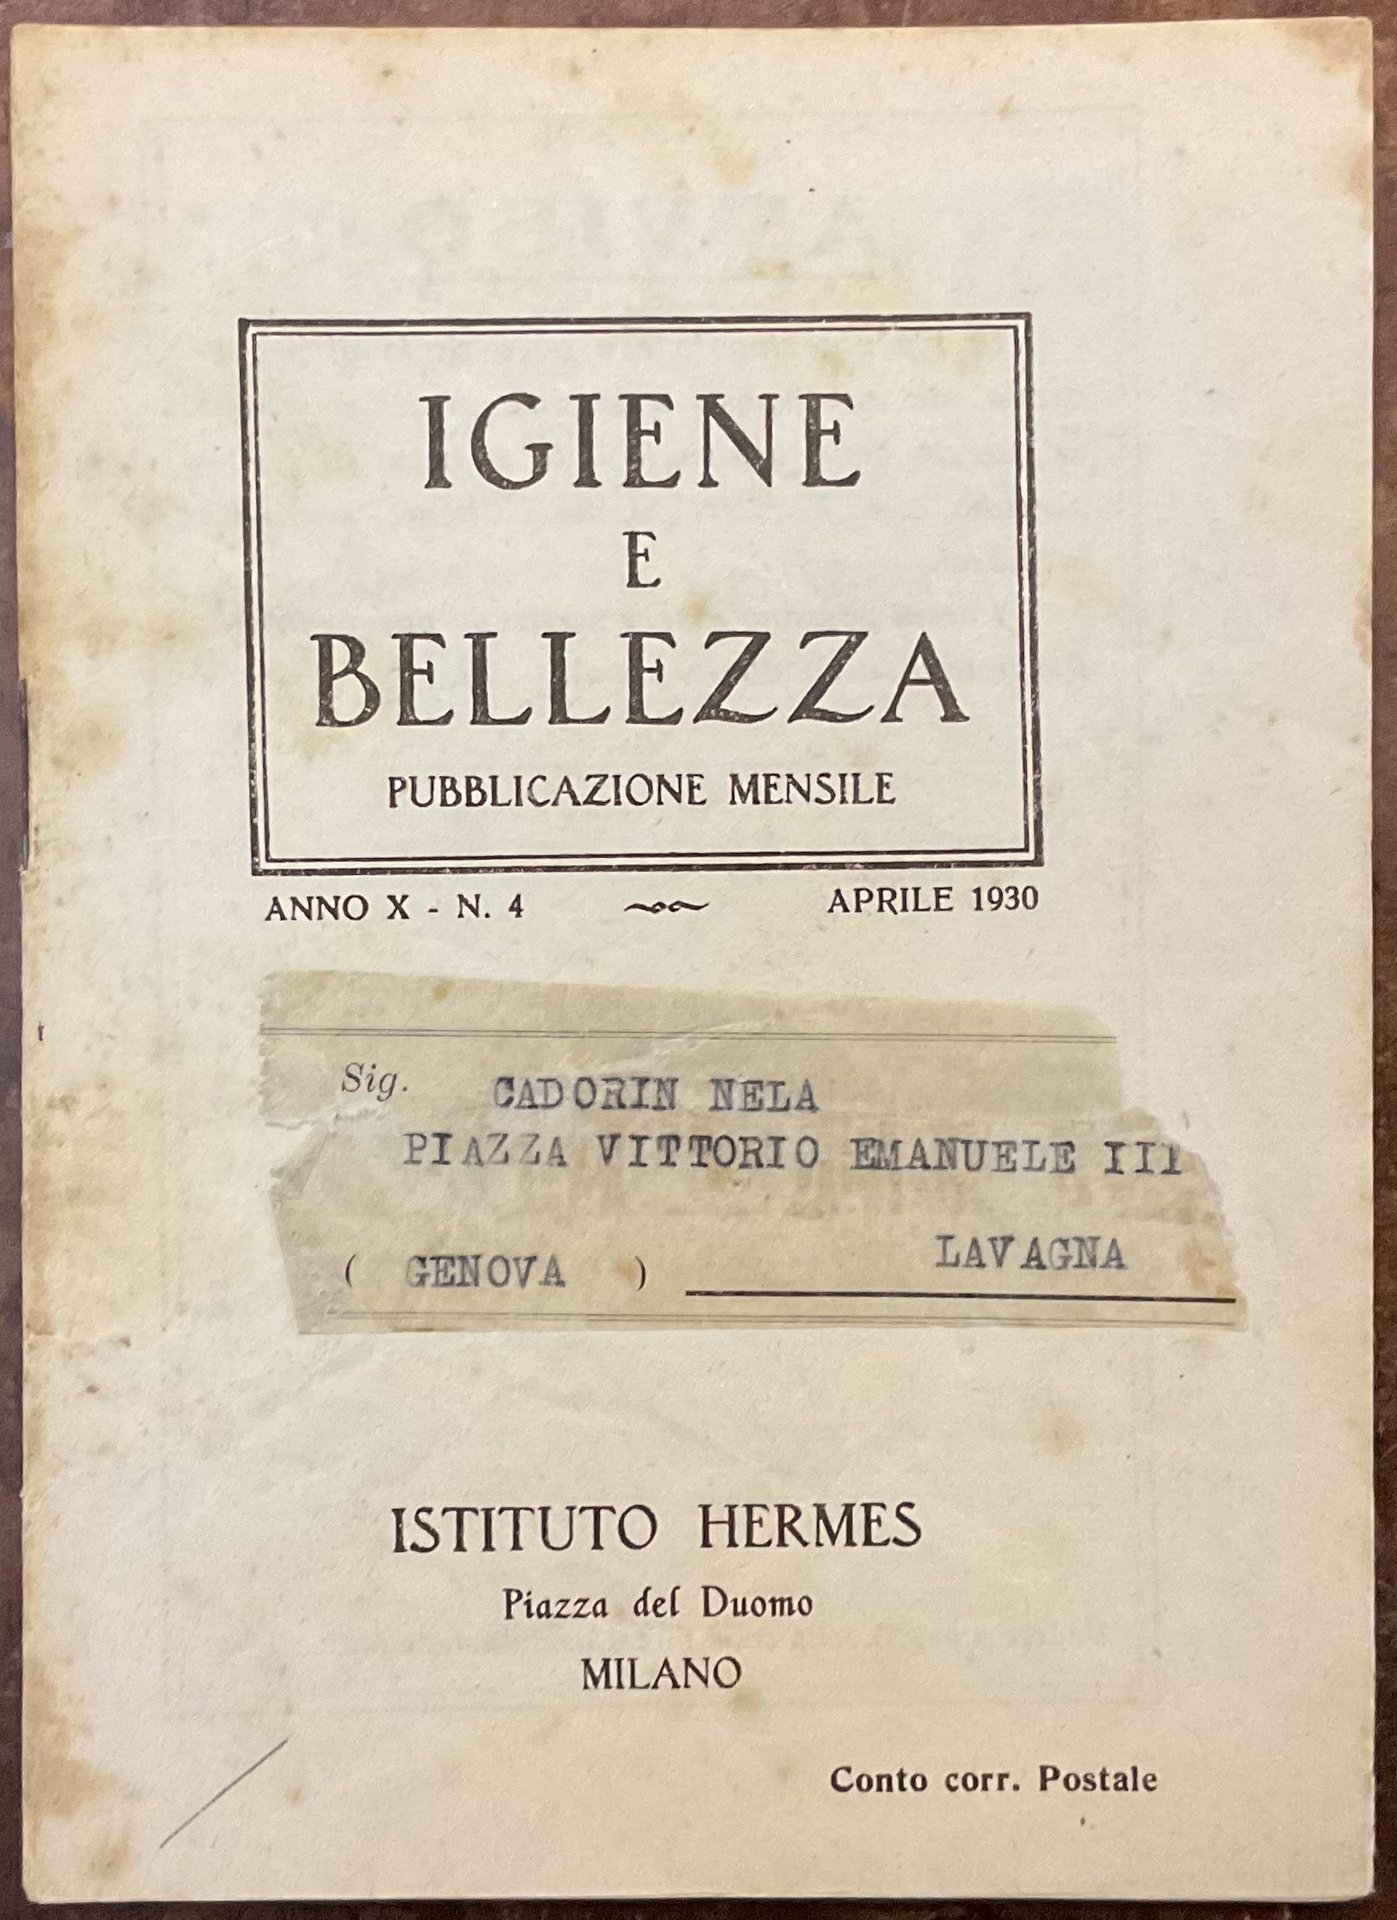 IGIENE
E
BELLEZZA
PUBBLICAZIONE MENSILE
ANNO X - N. 4 APRILE 1930
Sig. CADORIN NELA
PIAZZA VITTORIO EMANUELE III
( GENOVA ) LAVAGNA
ISTITUTO HERMES
Piazza del Duomo
MILANO
Conto corr. Postale